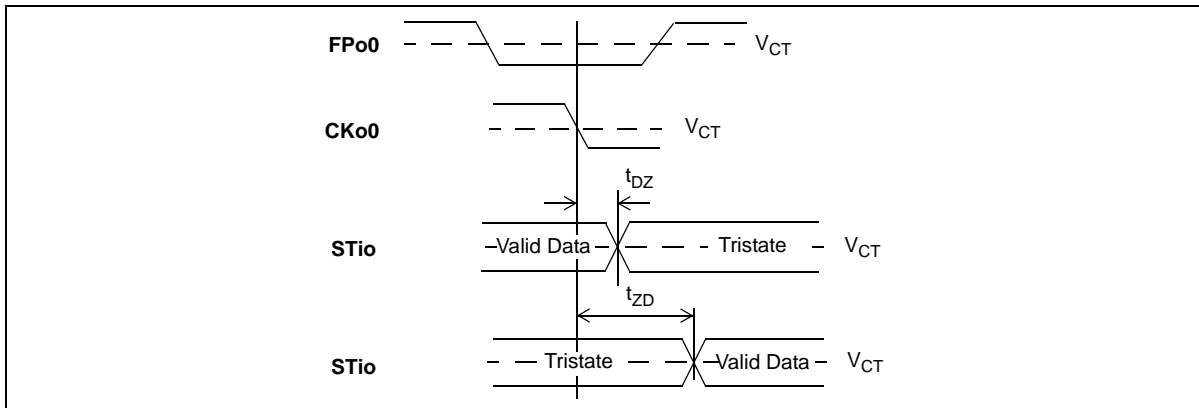 FPo0 V_CT
CKo0 V_CT
t_DZ
STio Valid Data Tristate V_CT
t_ZD
STio Tristate Valid Data V_CT